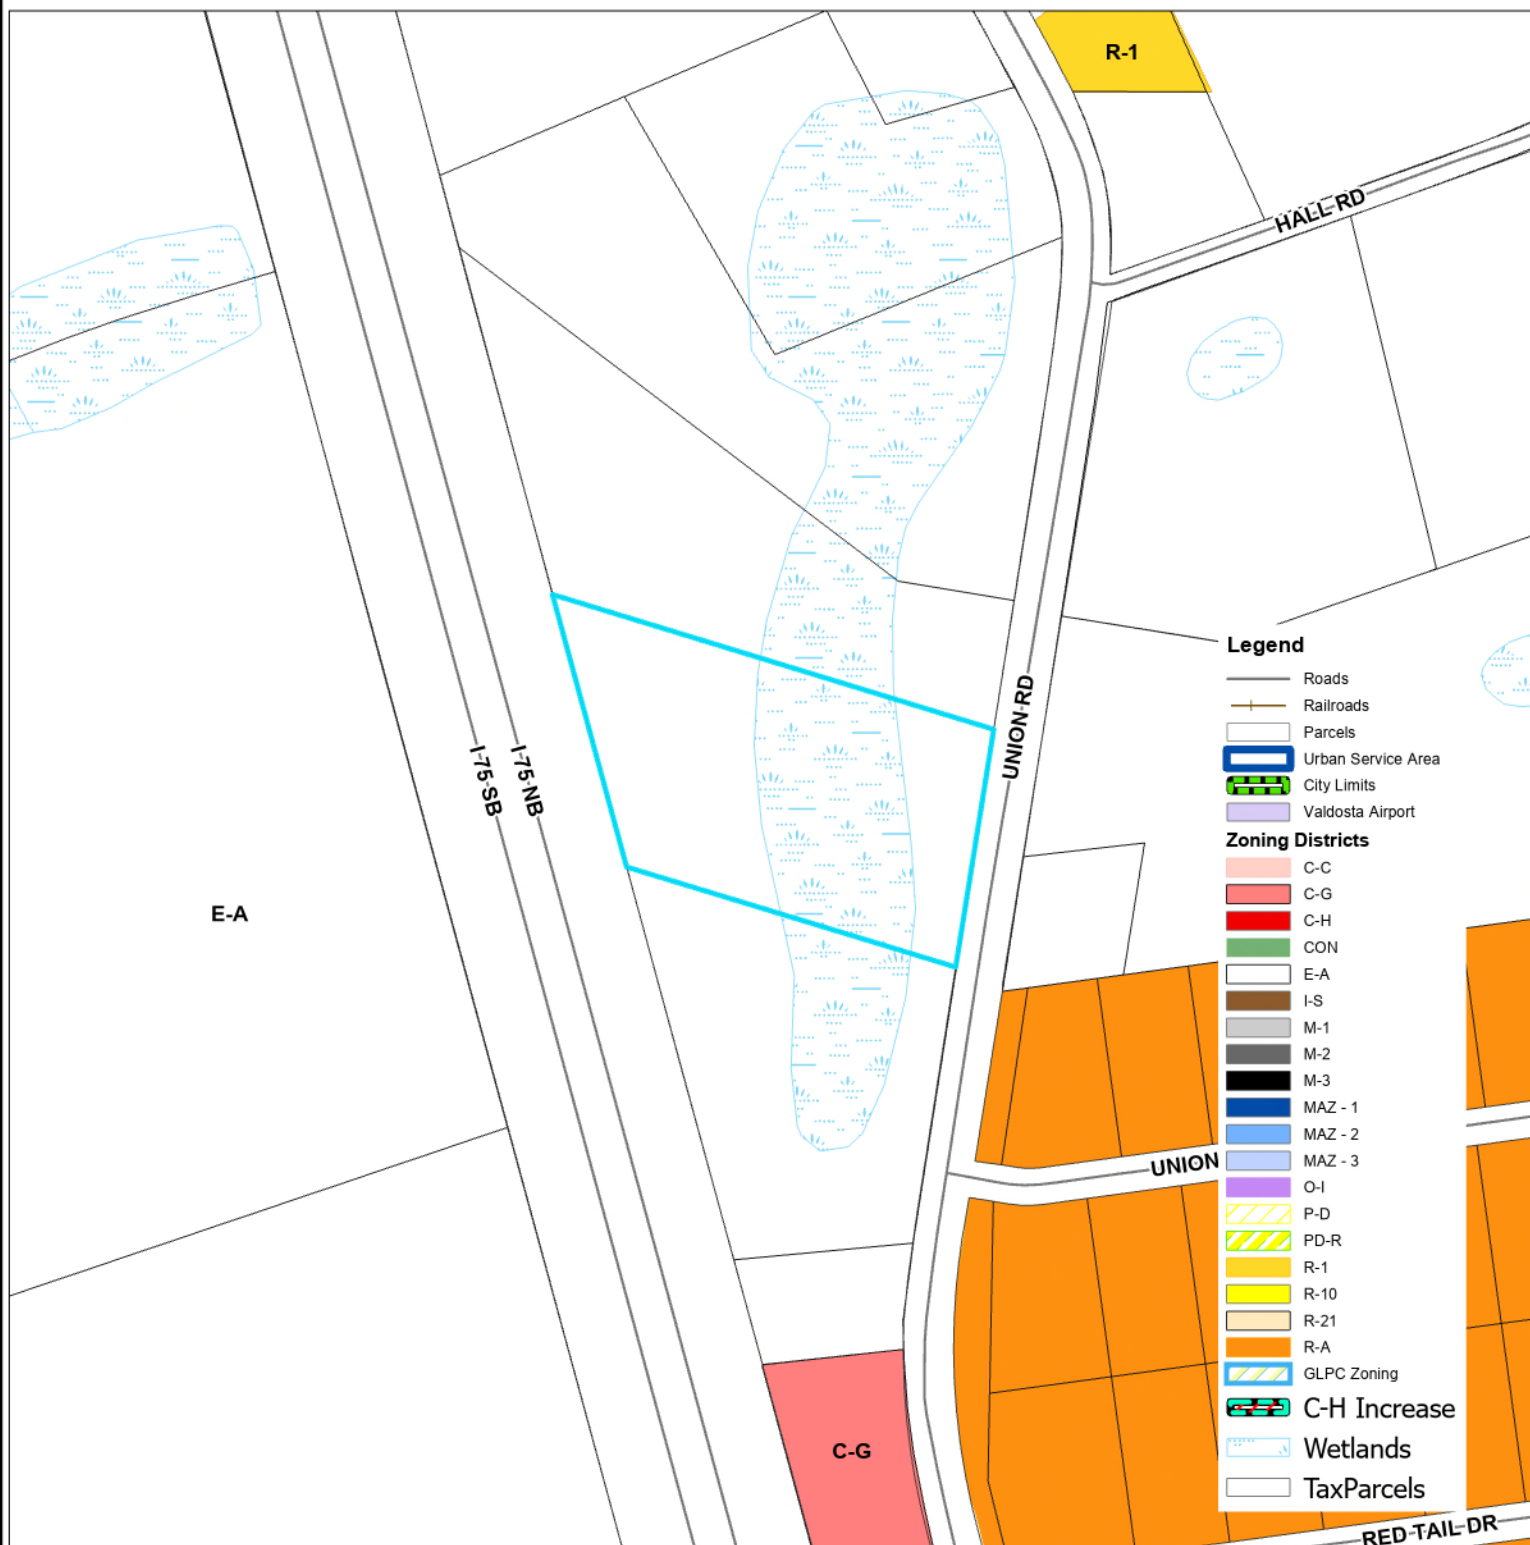 R-1
HALL RD
UNION RD
I-75 SB
I-75 NB
E-A
UNION
C-G
RED TAIL DR
Legend
Roads
Railroads
Parcels
Urban Service Area
City Limits
Valdosta Airport
Zoning Districts
C-C
C-G
C-H
CON
E-A
I-S
M-1
M-2
M-3
MAZ - 1
MAZ - 2
MAZ - 3
O-I
P-D
PD-R
R-1
R-10
R-21
R-A
GLPC Zoning
C-H Increase
Wetlands
TaxParcels